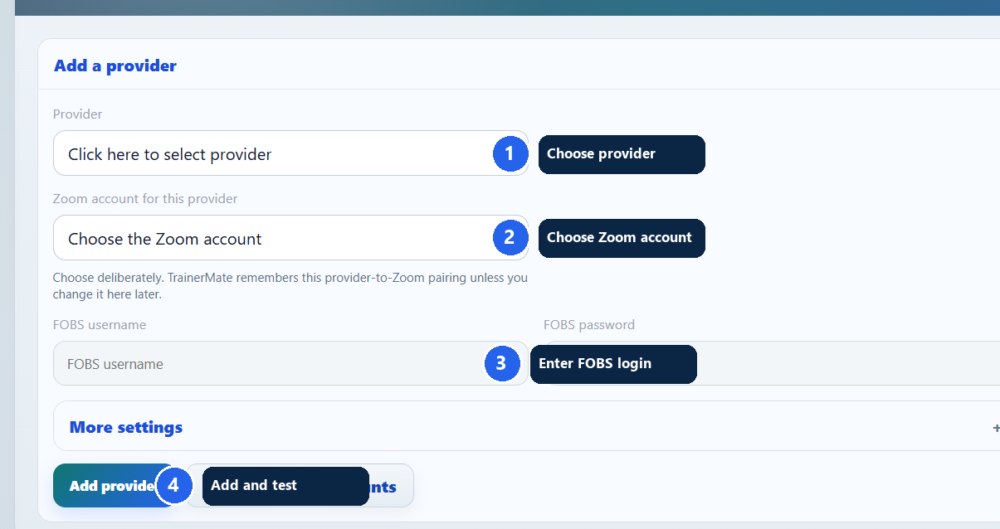 Add a provider
Provider
Click here to select provider
1
Choose provider
Zoom account for this provider
Choose the Zoom account
2
Choose Zoom account
Choose deliberately. TrainerMate remembers this provider-to-Zoom pairing unless you
change it here later.
FOBS username
FOBS password
FOBS username
3
Enter FOBS login
More settings
+
Add provide
4
Add and test
nts